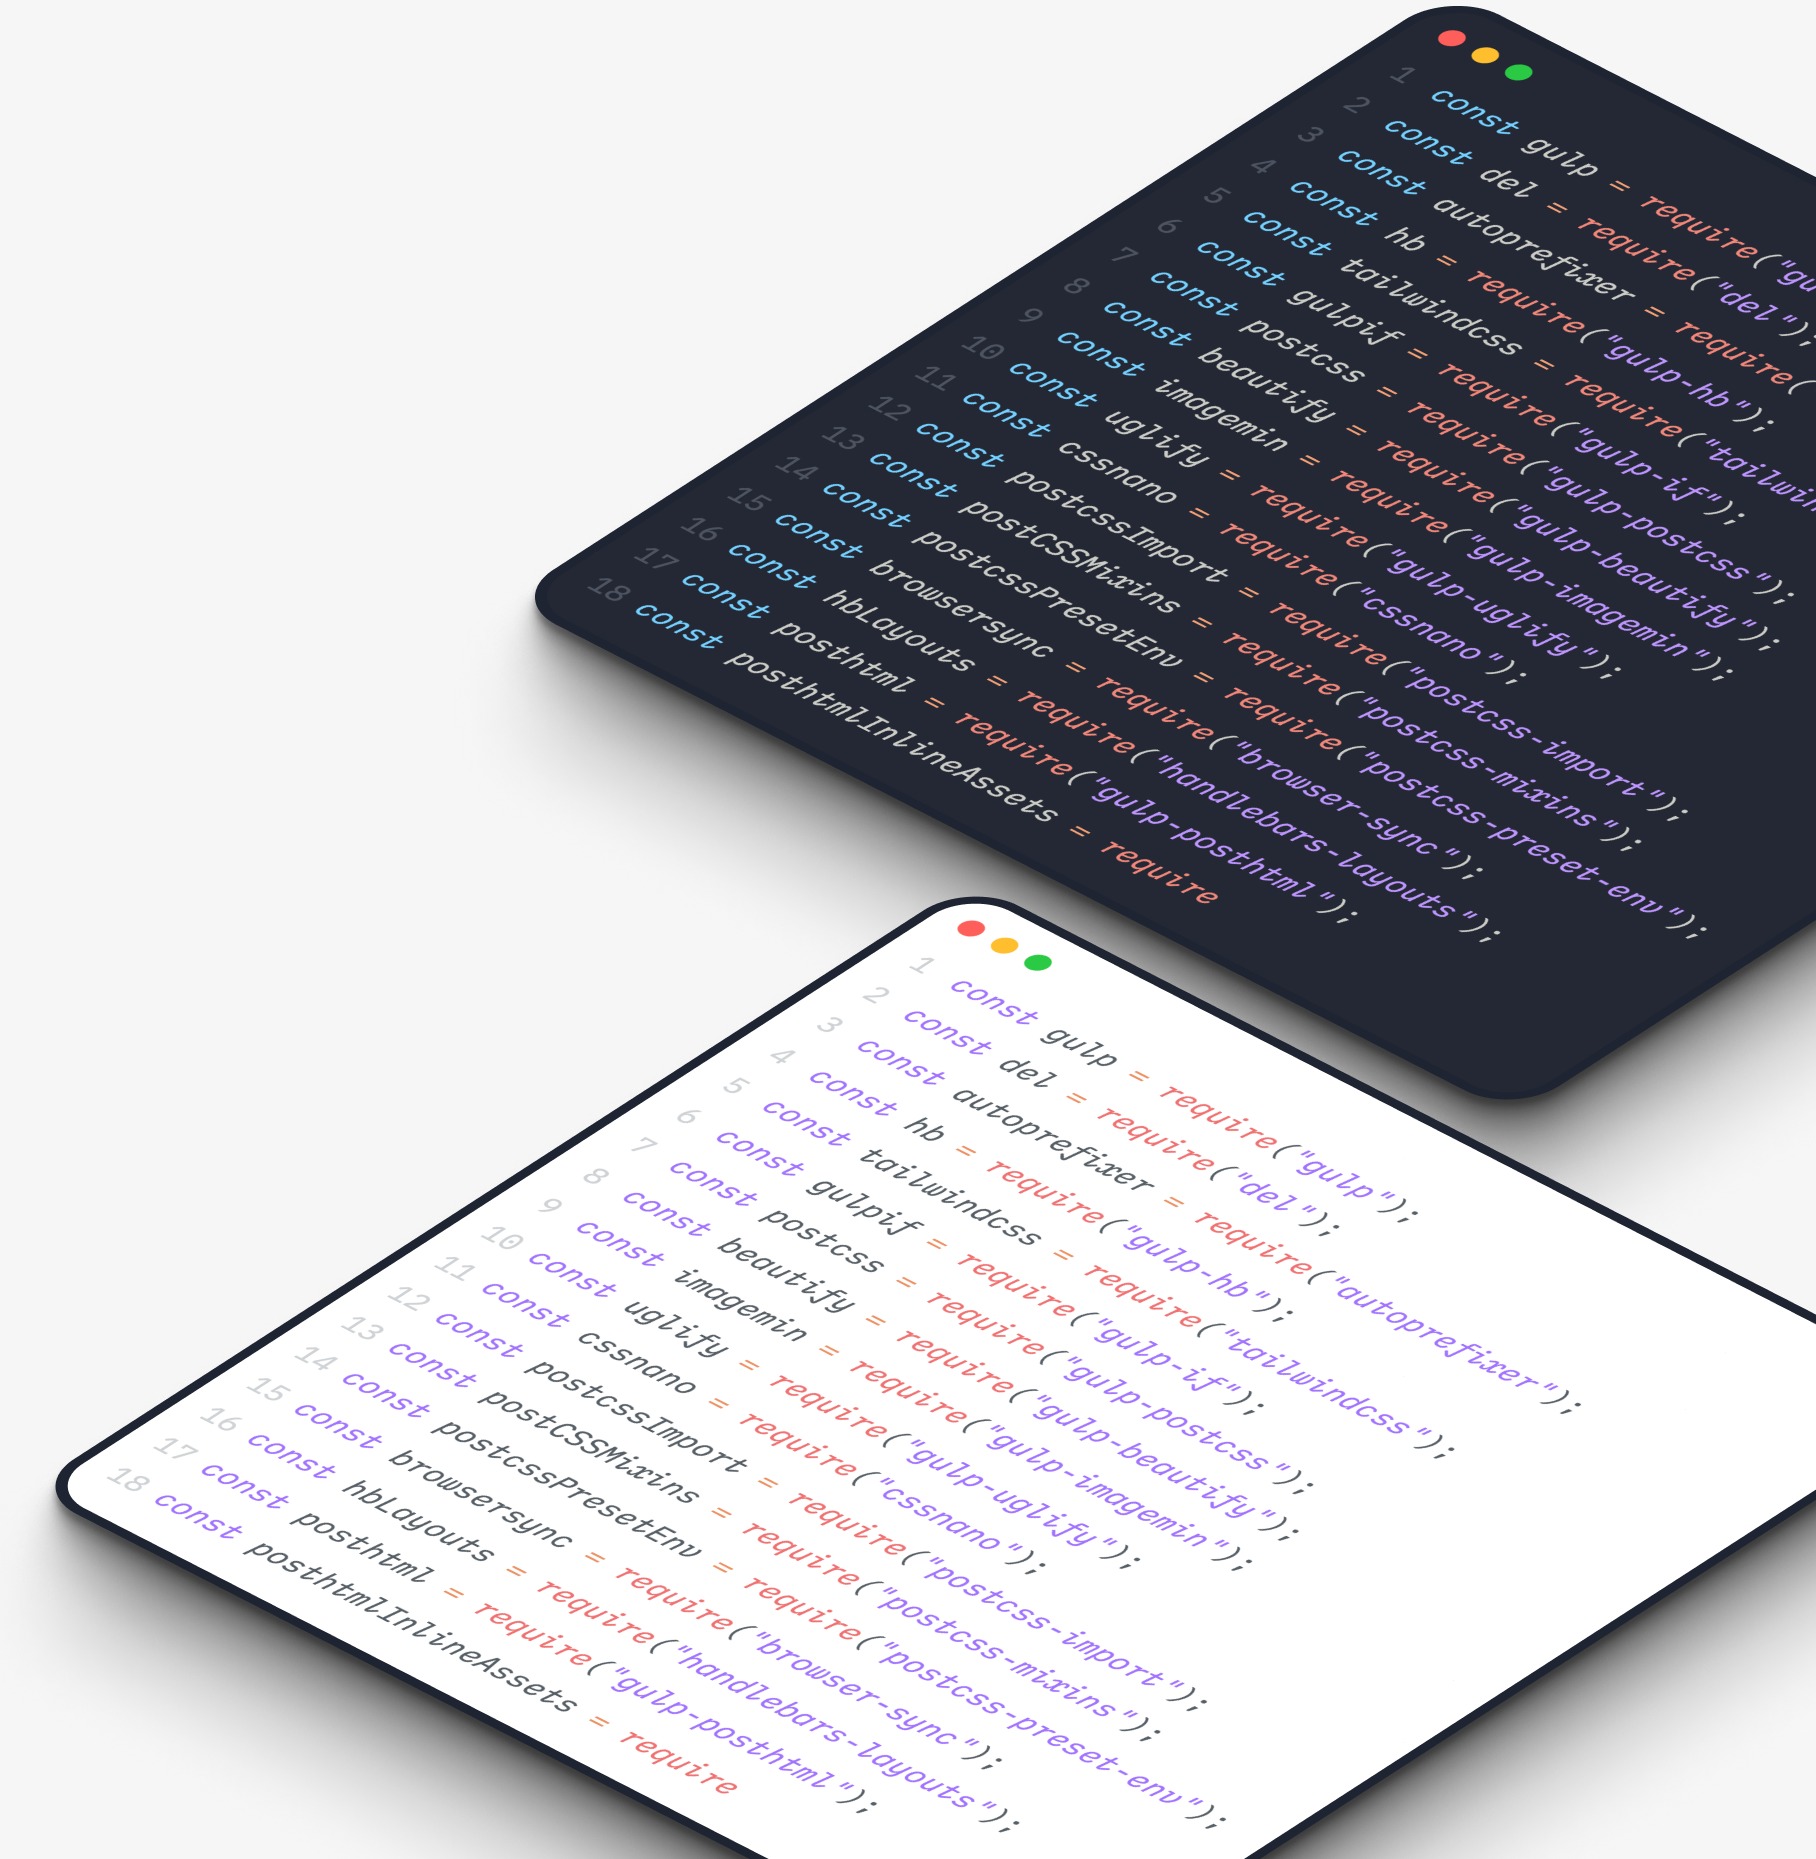 1 const gulp = require("gu
2 const del = require("del");
3 const autoprefixer = require(
4 const hb = require("gulp-hb");
5 const tailwindcss = require("tailwin
6 const gulpif = require("gulp-if");
7 const postcss = require("gulp-postcss");
8 const beautify = require("gulp-beautify");
9 const imagemin = require("gulp-imagemin");
10 const uglify = require("gulp-uglify");
11 const cssnano = require("cssnano");
12 const postcssImport = require("postcss-import");
13 const postCSSMixins = require("postcss-mixins");
14 const postcssPresetEnv = require("postcss-preset-env");
15 const browsersync = require("browser-sync");
16 const hbLayouts = require("handlebars-layouts");
17 const posthtml = require("gulp-posthtml");
18 const posthtmlInlineAssets = require
1 const gulp = require("gulp");
2 const del = require("del");
3 const autoprefixer = require("autoprefixer");
4 const hb = require("gulp-hb");
5 const tailwindcss = require("tailwindcss");
6 const gulpif = require("gulp-if");
7 const postcss = require("gulp-postcss");
8 const beautify = require("gulp-beautify");
9 const imagemin = require("gulp-imagemin");
10 const uglify = require("gulp-uglify");
11 const cssnano = require("cssnano");
12 const postcssImport = require("postcss-import");
13 const postCSSMixins = require("postcss-mixins");
14 const postcssPresetEnv = require("postcss-preset-env");
15 const browsersync = require("browser-sync");
16 const hbLayouts = require("handlebars-layouts");
17 const posthtml = require("gulp-posthtml");
18 const posthtmlInlineAssets = require